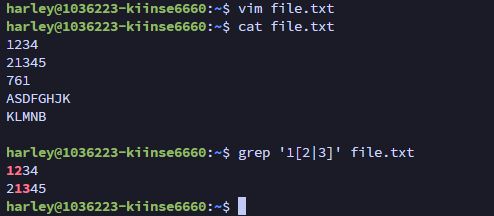 harley@1036223-kiinse6660:~$ vim file.txt
harley@1036223-kiinse6660:~$ cat file.txt
1234
21345
761
ASDFGHJK
KLMNB
harley@1036223-kiinse6660:~$ grep '1[2|3]' file.txt
1234
21345
harley@1036223-kiinse6660:~$